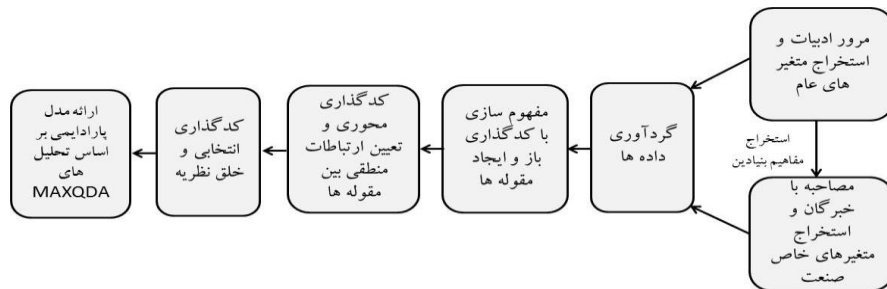 مرور ادبیات و
استخراج متغیر
های عام
استخراج
مفاهیم بنیادین
مصاحبه با
خبرگان و
استخراج
متغیرهای خاص
صنعت
گردآوری
داده ها
مفهوم سازی
با کدگذاری
باز و ایجاد
مقوله ها
کدگذاری
محوری و
تعیین ارتباطات
منطقی بین
مقوله ها
کدگذاری
انتخابی و
خلق نظریه
ارائه مدل
پارادایمی بر
اساس تحلیل
های
MAXQDA